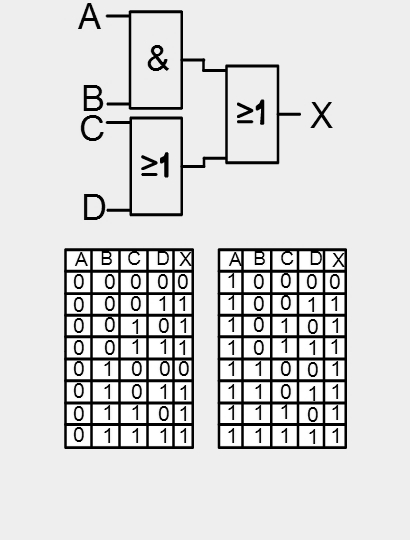 A
&
B
≥1
X
C
≥1
D
A B C D X
0 0 0 0 0
0 0 0 1 1
0 0 1 0 1
0 0 1 1 1
0 1 0 0 0
0 1 0 1 1
0 1 1 0 1
0 1 1 1 1
A B C D X
1 0 0 0 0
1 0 0 1 1
1 0 1 0 1
1 0 1 1 1
1 1 0 0 1
1 1 0 1 1
1 1 1 0 1
1 1 1 1 1